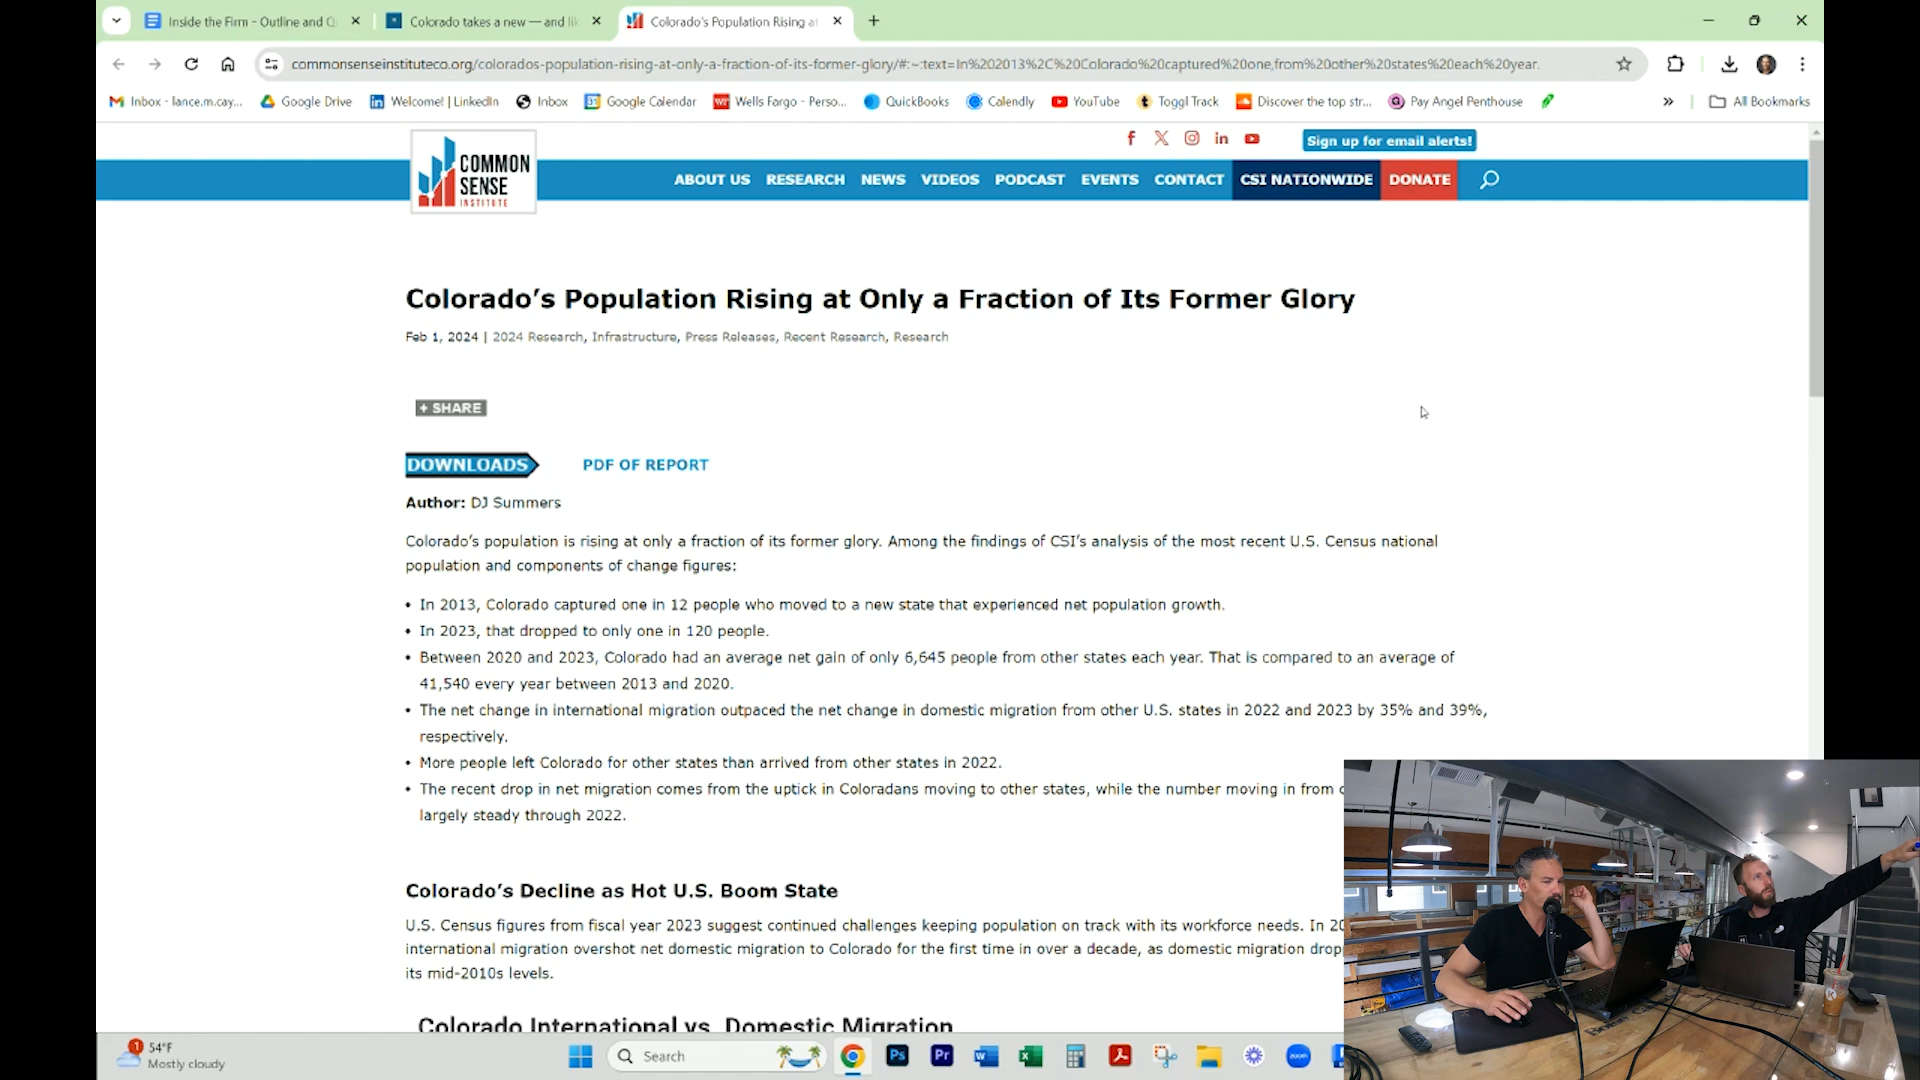 Inside the Firm - Outline and Q
Colorado takes a new — and lik
Colorado's Population Rising at
commonsenseinstituteco.org/colorados-population-rising-at-only-a-fraction-of-its-former-glory/#:~:text=In%202013%2C%20Colorado%20captured%20one,from%20other%20states%20each%20year.
Inbox - lance.m.cay...
Google Drive
Welcome! | LinkedIn
Inbox
Google Calendar
Wells Fargo - Perso...
QuickBooks
Calendly
YouTube
Toggl Track
Discover the top str...
Pay Angel Penthouse
All Bookmarks
Sign up for email alerts!
COMMON
SENSE
INSTITUTE
ABOUT US RESEARCH NEWS VIDEOS PODCAST EVENTS CONTACT CSI NATIONWIDE DONATE
Colorado’s Population Rising at Only a Fraction of Its Former Glory
Feb 1, 2024 | 2024 Research, Infrastructure, Press Releases, Recent Research, Research
+ SHARE
DOWNLOADS PDF OF REPORT
Author: DJ Summers
Colorado’s population is rising at only a fraction of its former glory. Among the findings of CSI’s analysis of the most recent U.S. Census national
population and components of change figures:
• In 2013, Colorado captured one in 12 people who moved to a new state that experienced net population growth.
• In 2023, that dropped to only one in 120 people.
• Between 2020 and 2023, Colorado had an average net gain of only 6,645 people from other states each year. That is compared to an average of
41,540 every year between 2013 and 2020.
• The net change in international migration outpaced the net change in domestic migration from other U.S. states in 2022 and 2023 by 35% and 39%,
respectively.
• More people left Colorado for other states than arrived from other states in 2022.
• The recent drop in net migration comes from the uptick in Coloradans moving to other states, while the number moving in from
largely steady through 2022.
Colorado’s Decline as Hot U.S. Boom State
U.S. Census figures from fiscal year 2023 suggest continued challenges keeping population on track with its workforce needs. In 20
international migration overshot net domestic migration to Colorado for the first time in over a decade, as domestic migration drop
its mid-2010s levels.
Colorado International vs. Domestic Migration
1
54°F
Mostly cloudy
Search
Ps
Pr
zoom